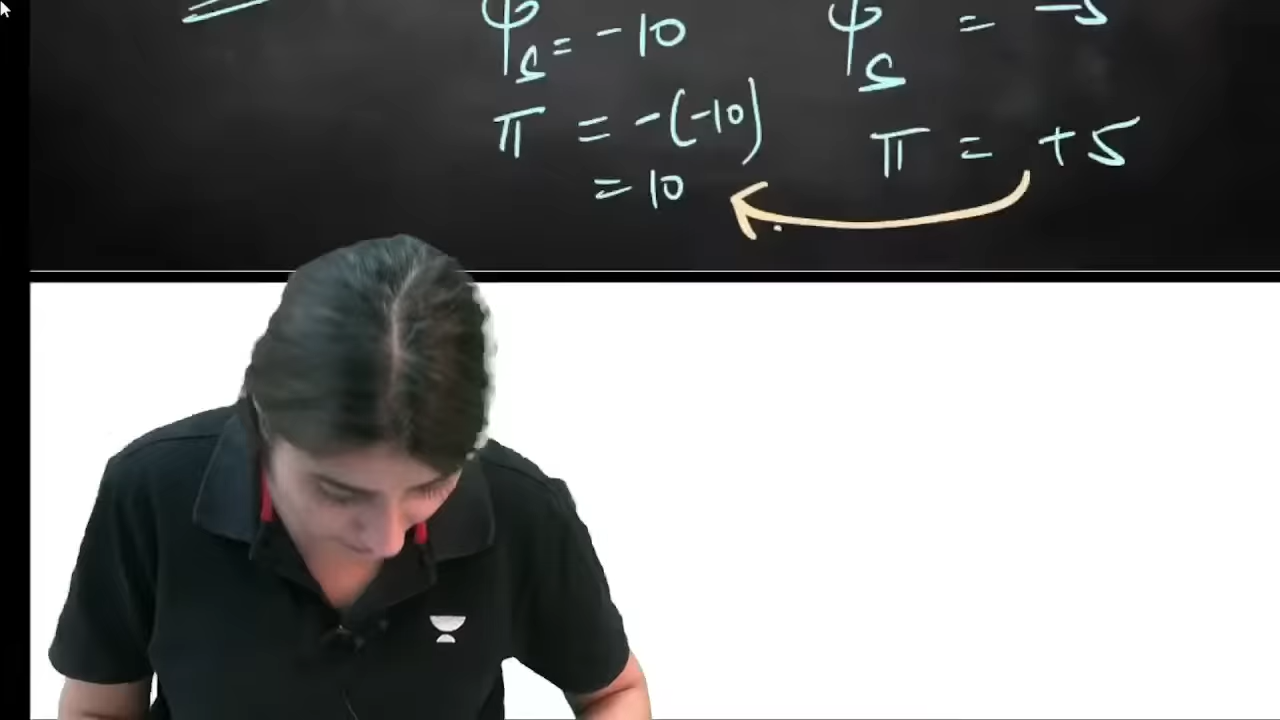 ψs = -10
π = -(-10)
= 10
ψs = -5
π = +5